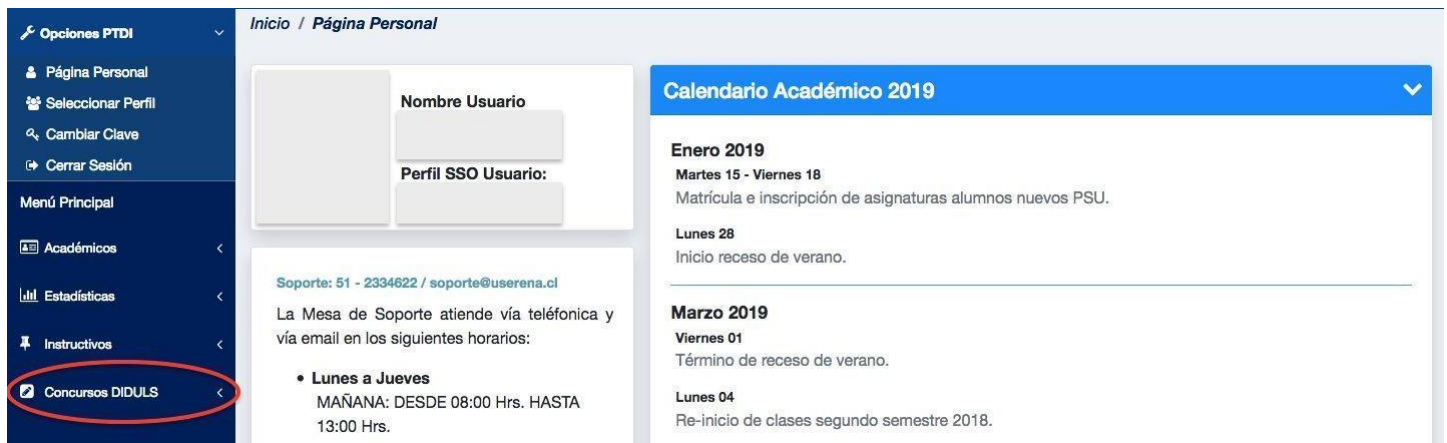 Opciones PTDI
Página Personal
Seleccionar Perfil
Cambiar Clave
Cerrar Sesión
Menú Principal
Académicos
Estadísticas
Instructivos
Concursos DIDULS
Inicio / Página Personal
Nombre Usuario
Perfil SSO Usuario:
Soporte: 51 - 2334622 / soporte@userena.cl
La Mesa de Soporte atiende vía teléfonica y
vía email en los siguientes horarios:
• Lunes a Jueves
MAÑANA: DESDE 08:00 Hrs. HASTA
13:00 Hrs.
Calendario Académico 2019
Enero 2019
Martes 15 - Viernes 18
Matrícula e inscripción de asignaturas alumnos nuevos PSU.
Lunes 28
Inicio receso de verano.
Marzo 2019
Viernes 01
Término de receso de verano.
Lunes 04
Re-inicio de clases segundo semestre 2018.